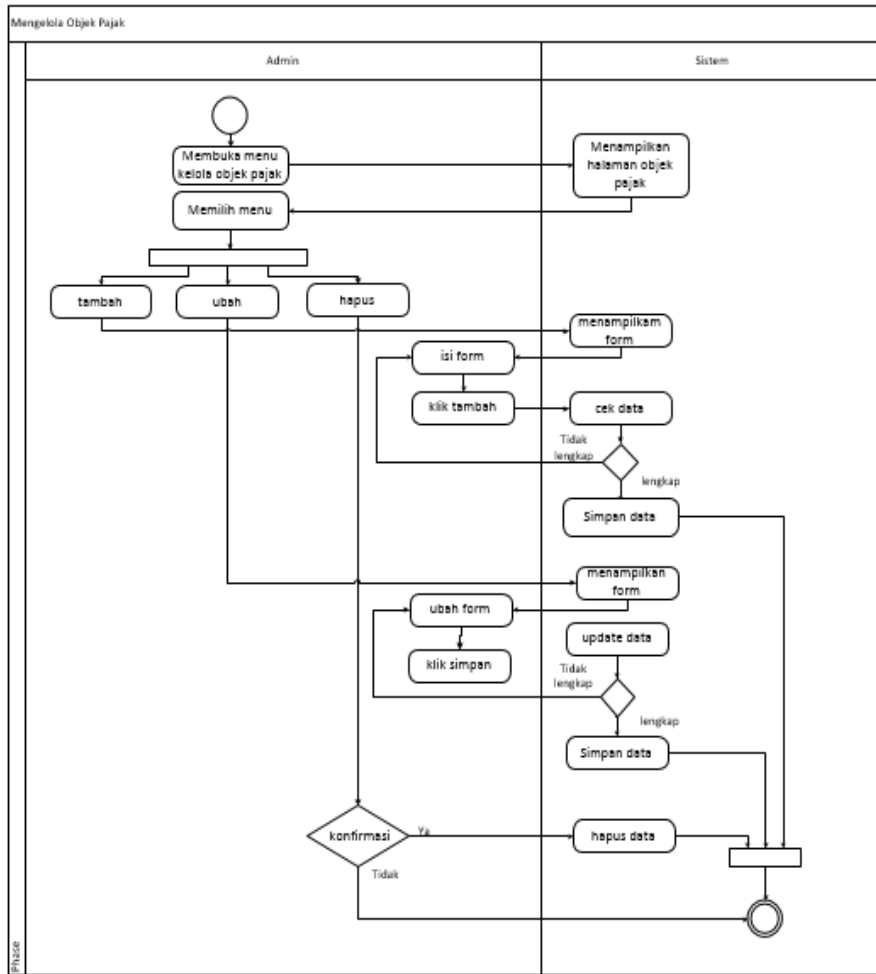 Mengelola Objek Pajak
Admin
Sistem
Membuka menu
kelola objek pajak
Menampilkan
halaman objek
pajak
Memilih menu
tambah
ubah
hapus
menampilkam
form
isi form
klik tambah
cek data
Tidak
lengkap
lengkap
Simpan data
menampilkan
form
ubah form
update data
klik simpan
Tidak
lengkap
lengkap
Simpan data
konfirmasi
Ya
hapus data
Tidak
Phase